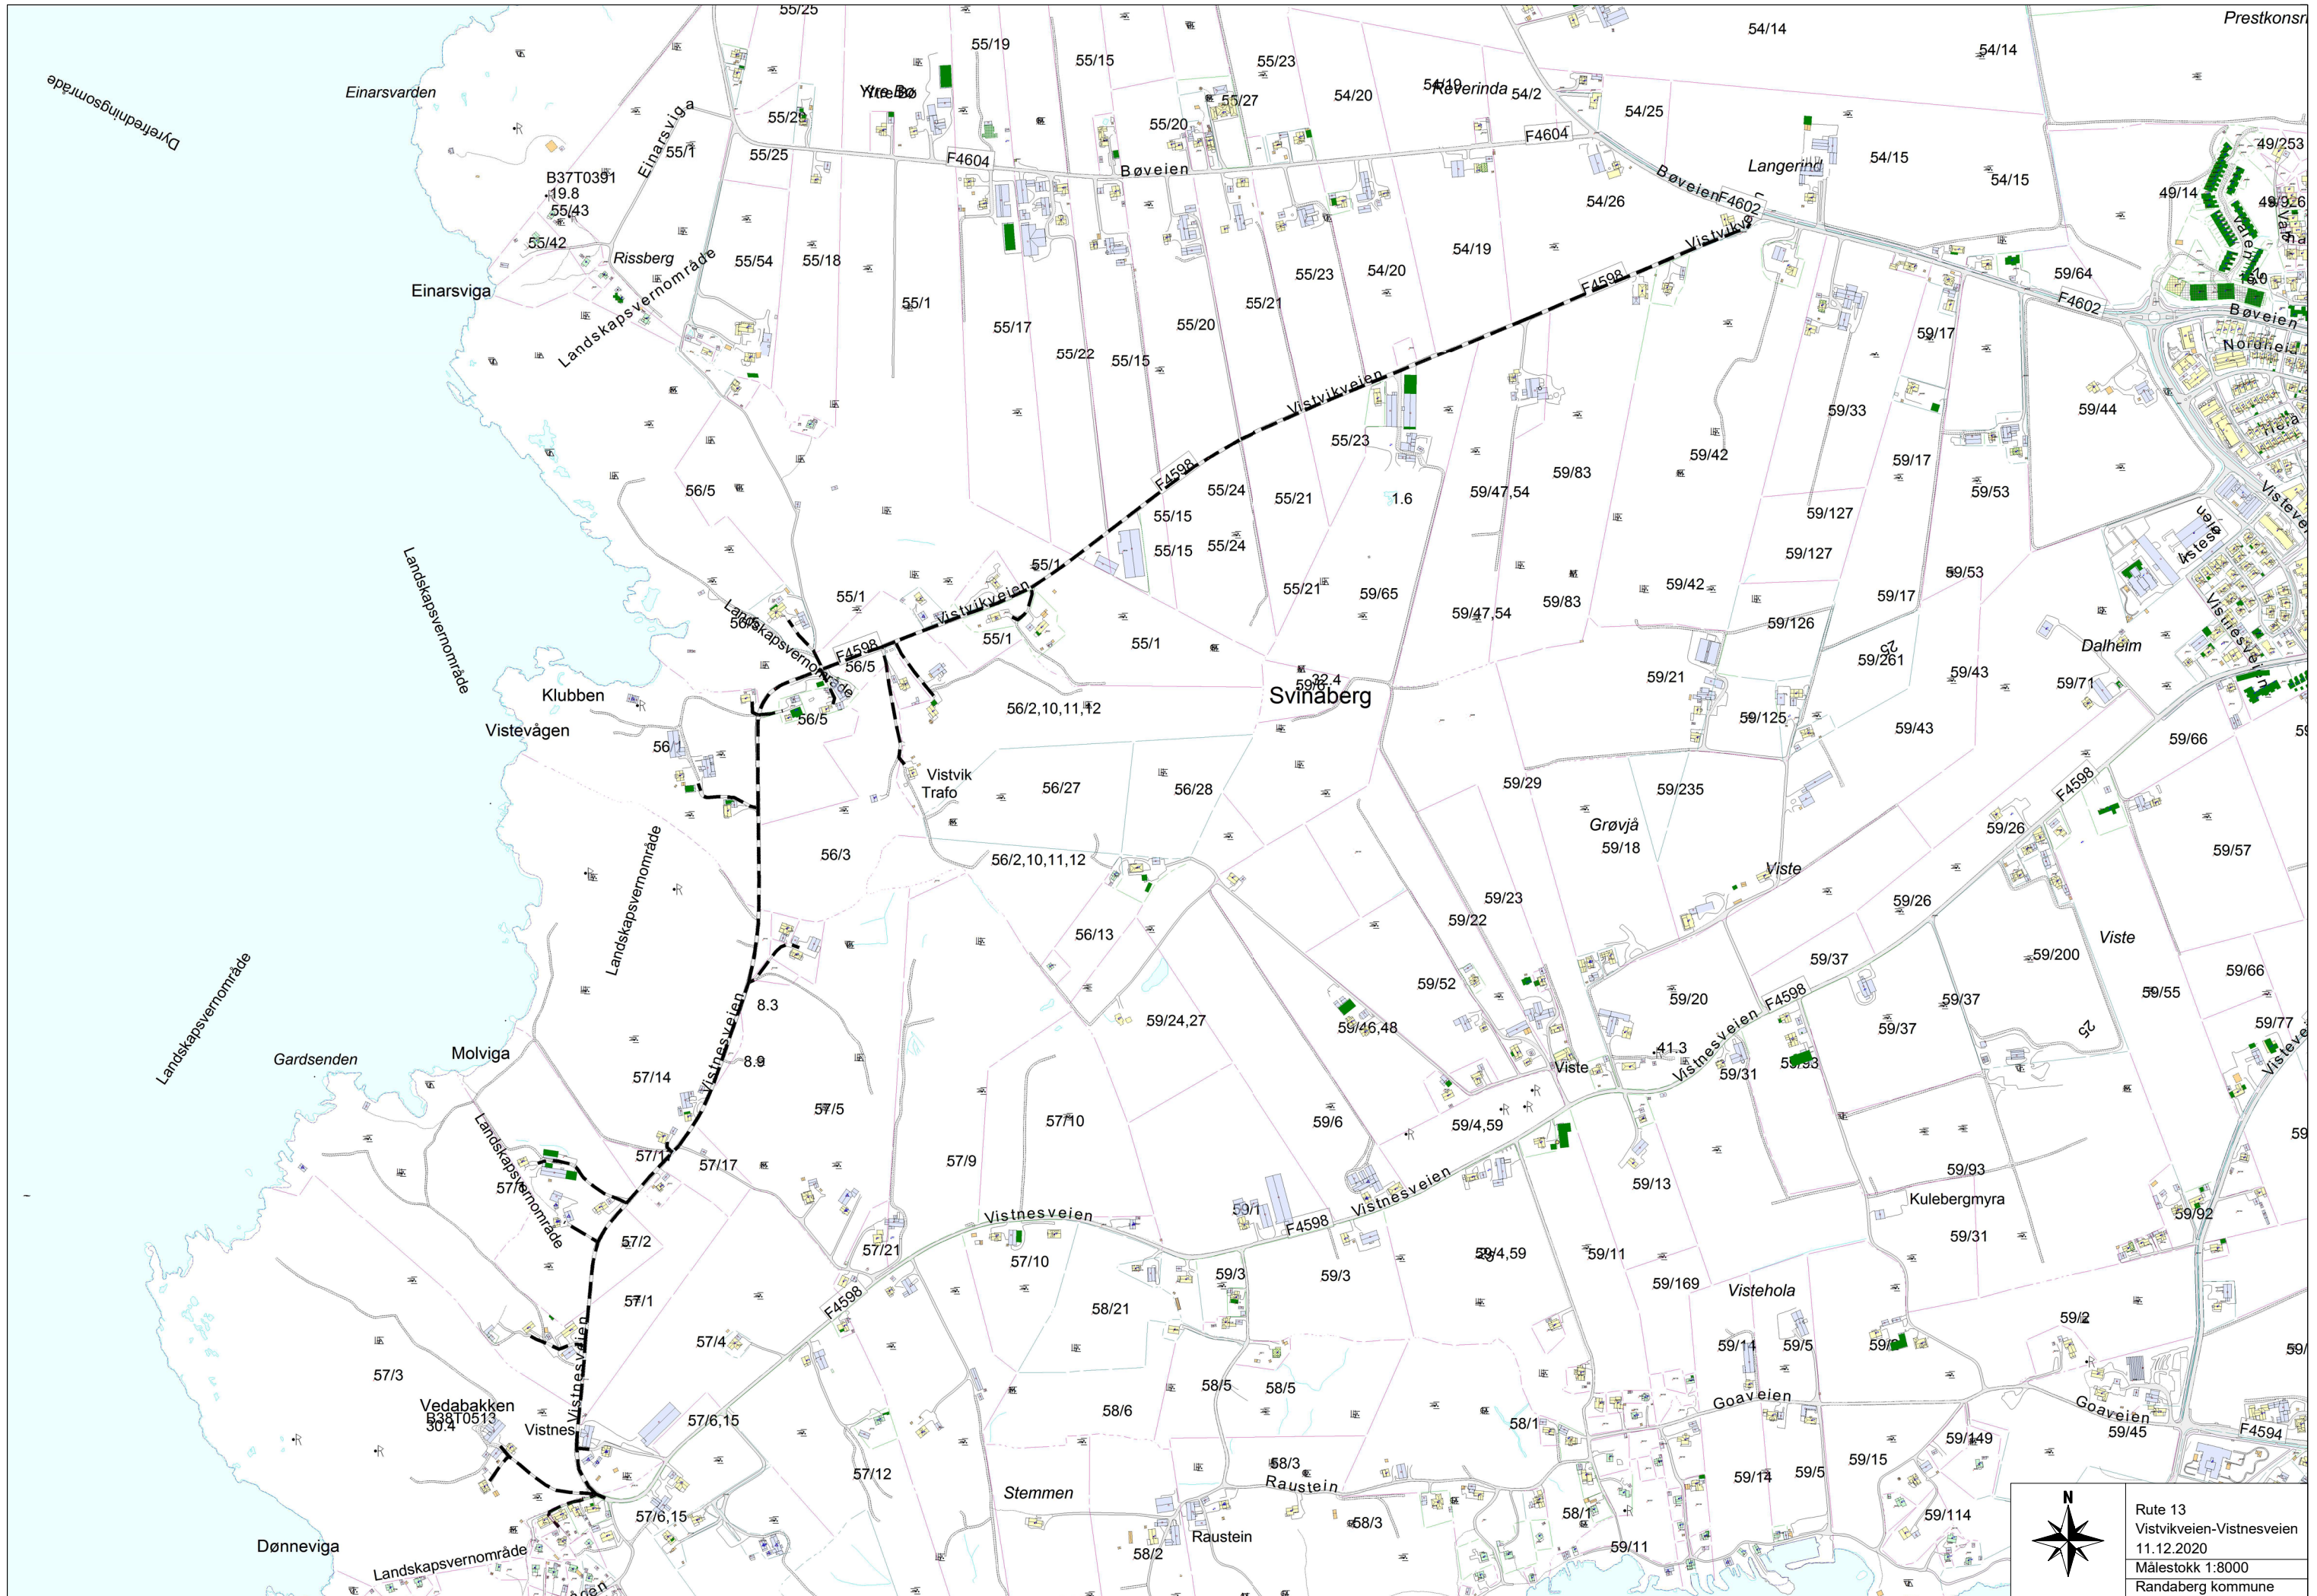 55/25
54/14
Prestkonsr
55/19
55/15
55/23
54/14
Dyrefredningsområde
Einarsvarden
Ytre Bø
55/27
54/20
54/19
Reverinda
54/2
54/25
Einarsviga
55/20
F4604
49/253
55/1
55/25
F4604
Bøveien
Langerind
54/15
54/15
B37T0391
19.8
55/43
Bøveien
F4602
54/26
49/14
55/42
Rissberg
Landskapsvernområde
55/54
55/18
54/19
Vistvikve
55/23
54/20
F4598
59/64
Einarsviga
55/1
55/17
55/20
55/21
F4602
Bøveien
55/22
55/15
59/17
Vistvikveien
59/33
59/44
55/23
59/42
59/17
F4598
59/83
56/5
55/24
55/21
1.6
59/47,54
59/53
55/15
59/127
Landskapsvernområde
55/15
55/24
59/127
55/1
59/53
55/21
59/65
59/42
59/17
55/1
Vistvikveien
59/47,54
59/83
59/126
Vistnesveien
Landskapsvernområde
F4598
55/1
55/1
25
59/261
Dalheim
56/5
32.4
Svinaberg
59/21
59/43
59/71
Klubben
56/5
56/2,10,11,12
59/125
59/43
Vistevågen
56/1
59/66
Vistvik
Trafo
56/27
56/28
59/29
59/235
F4598
Grøvjå
59/18
59/26
56/3
56/2,10,11,12
Viste
59/57
Landskapsvernområde
59/23
59/22
59/26
56/13
Viste
59/200
59/37
59/66
Landskapsvernområde
59/52
59/20
F4598
59/37
59/55
8.3
59/24,27
59/46,48
59/37
25
59/77
Gardsenden
Molviga
Vistnesveien
8.9
41.3
Vistnesveien
Viste
59/31
59/93
57/14
57/5
57/10
59/6
59/4,59
Landskapsvernområde
57/17
57/9
59/93
59/13
Kulebergmyra
Vistnesveien
59/1
F4598
Vistnesveien
59/92
57/2
57/21
57/10
59/3
59/3
59/4,59
59/11
59/31
59/169
Vistehola
57/1
F4598
58/21
59/2
57/4
59/14
59/5
57/3
Vistnesveien
58/5
58/5
Goaveien
Goaveien
Vedabakken
B38T0513
30.4
Vistnes
57/6,15
58/6
58/1
59/45
F4594
57/12
58/3
Raustein
59/14
59/5
59/15
59/149
Stemmen
57/6,15
58/3
58/1
59/114
Raustein
Dønneviga
58/2
59/11
Landskapsvernområde
N
Rute 13
Vistvikveien-Vistnesveien
11.12.2020
Målestokk 1:8000
Randaberg kommune